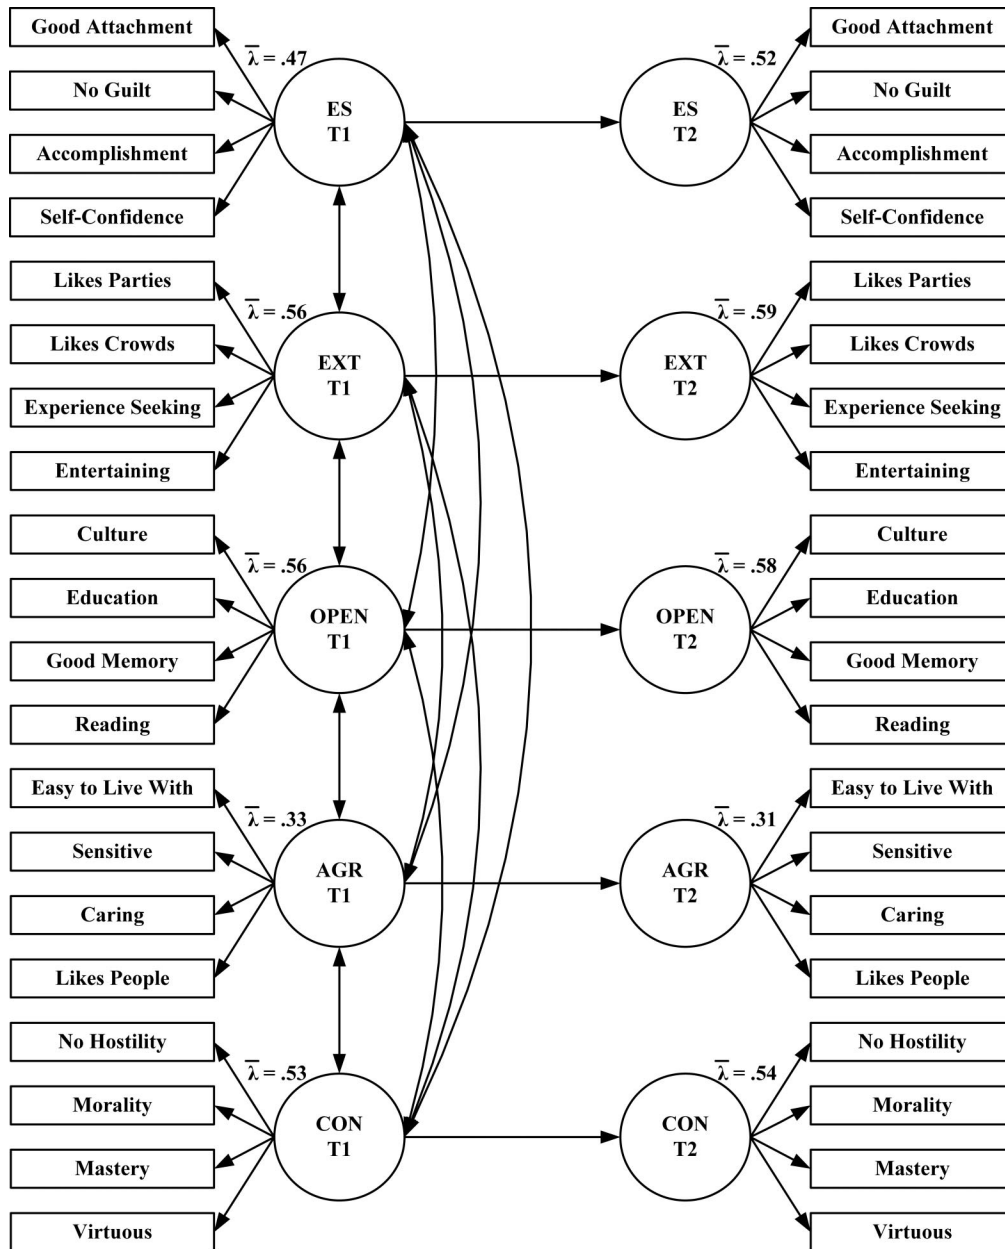 Good Attachment
No Guilt
Accomplishment
Self-Confidence
λ̅ = .47
ES
T1
λ̅ = .52
ES
T2
Good Attachment
No Guilt
Accomplishment
Self-Confidence
Likes Parties
Likes Crowds
Experience Seeking
Entertaining
λ̅ = .56
EXT
T1
λ̅ = .59
EXT
T2
Likes Parties
Likes Crowds
Experience Seeking
Entertaining
Culture
Education
Good Memory
Reading
λ̅ = .56
OPEN
T1
λ̅ = .58
OPEN
T2
Culture
Education
Good Memory
Reading
Easy to Live With
Sensitive
Caring
Likes People
λ̅ = .33
AGR
T1
λ̅ = .31
AGR
T2
Easy to Live With
Sensitive
Caring
Likes People
No Hostility
Morality
Mastery
Virtuous
λ̅ = .53
CON
T1
λ̅ = .54
CON
T2
No Hostility
Morality
Mastery
Virtuous